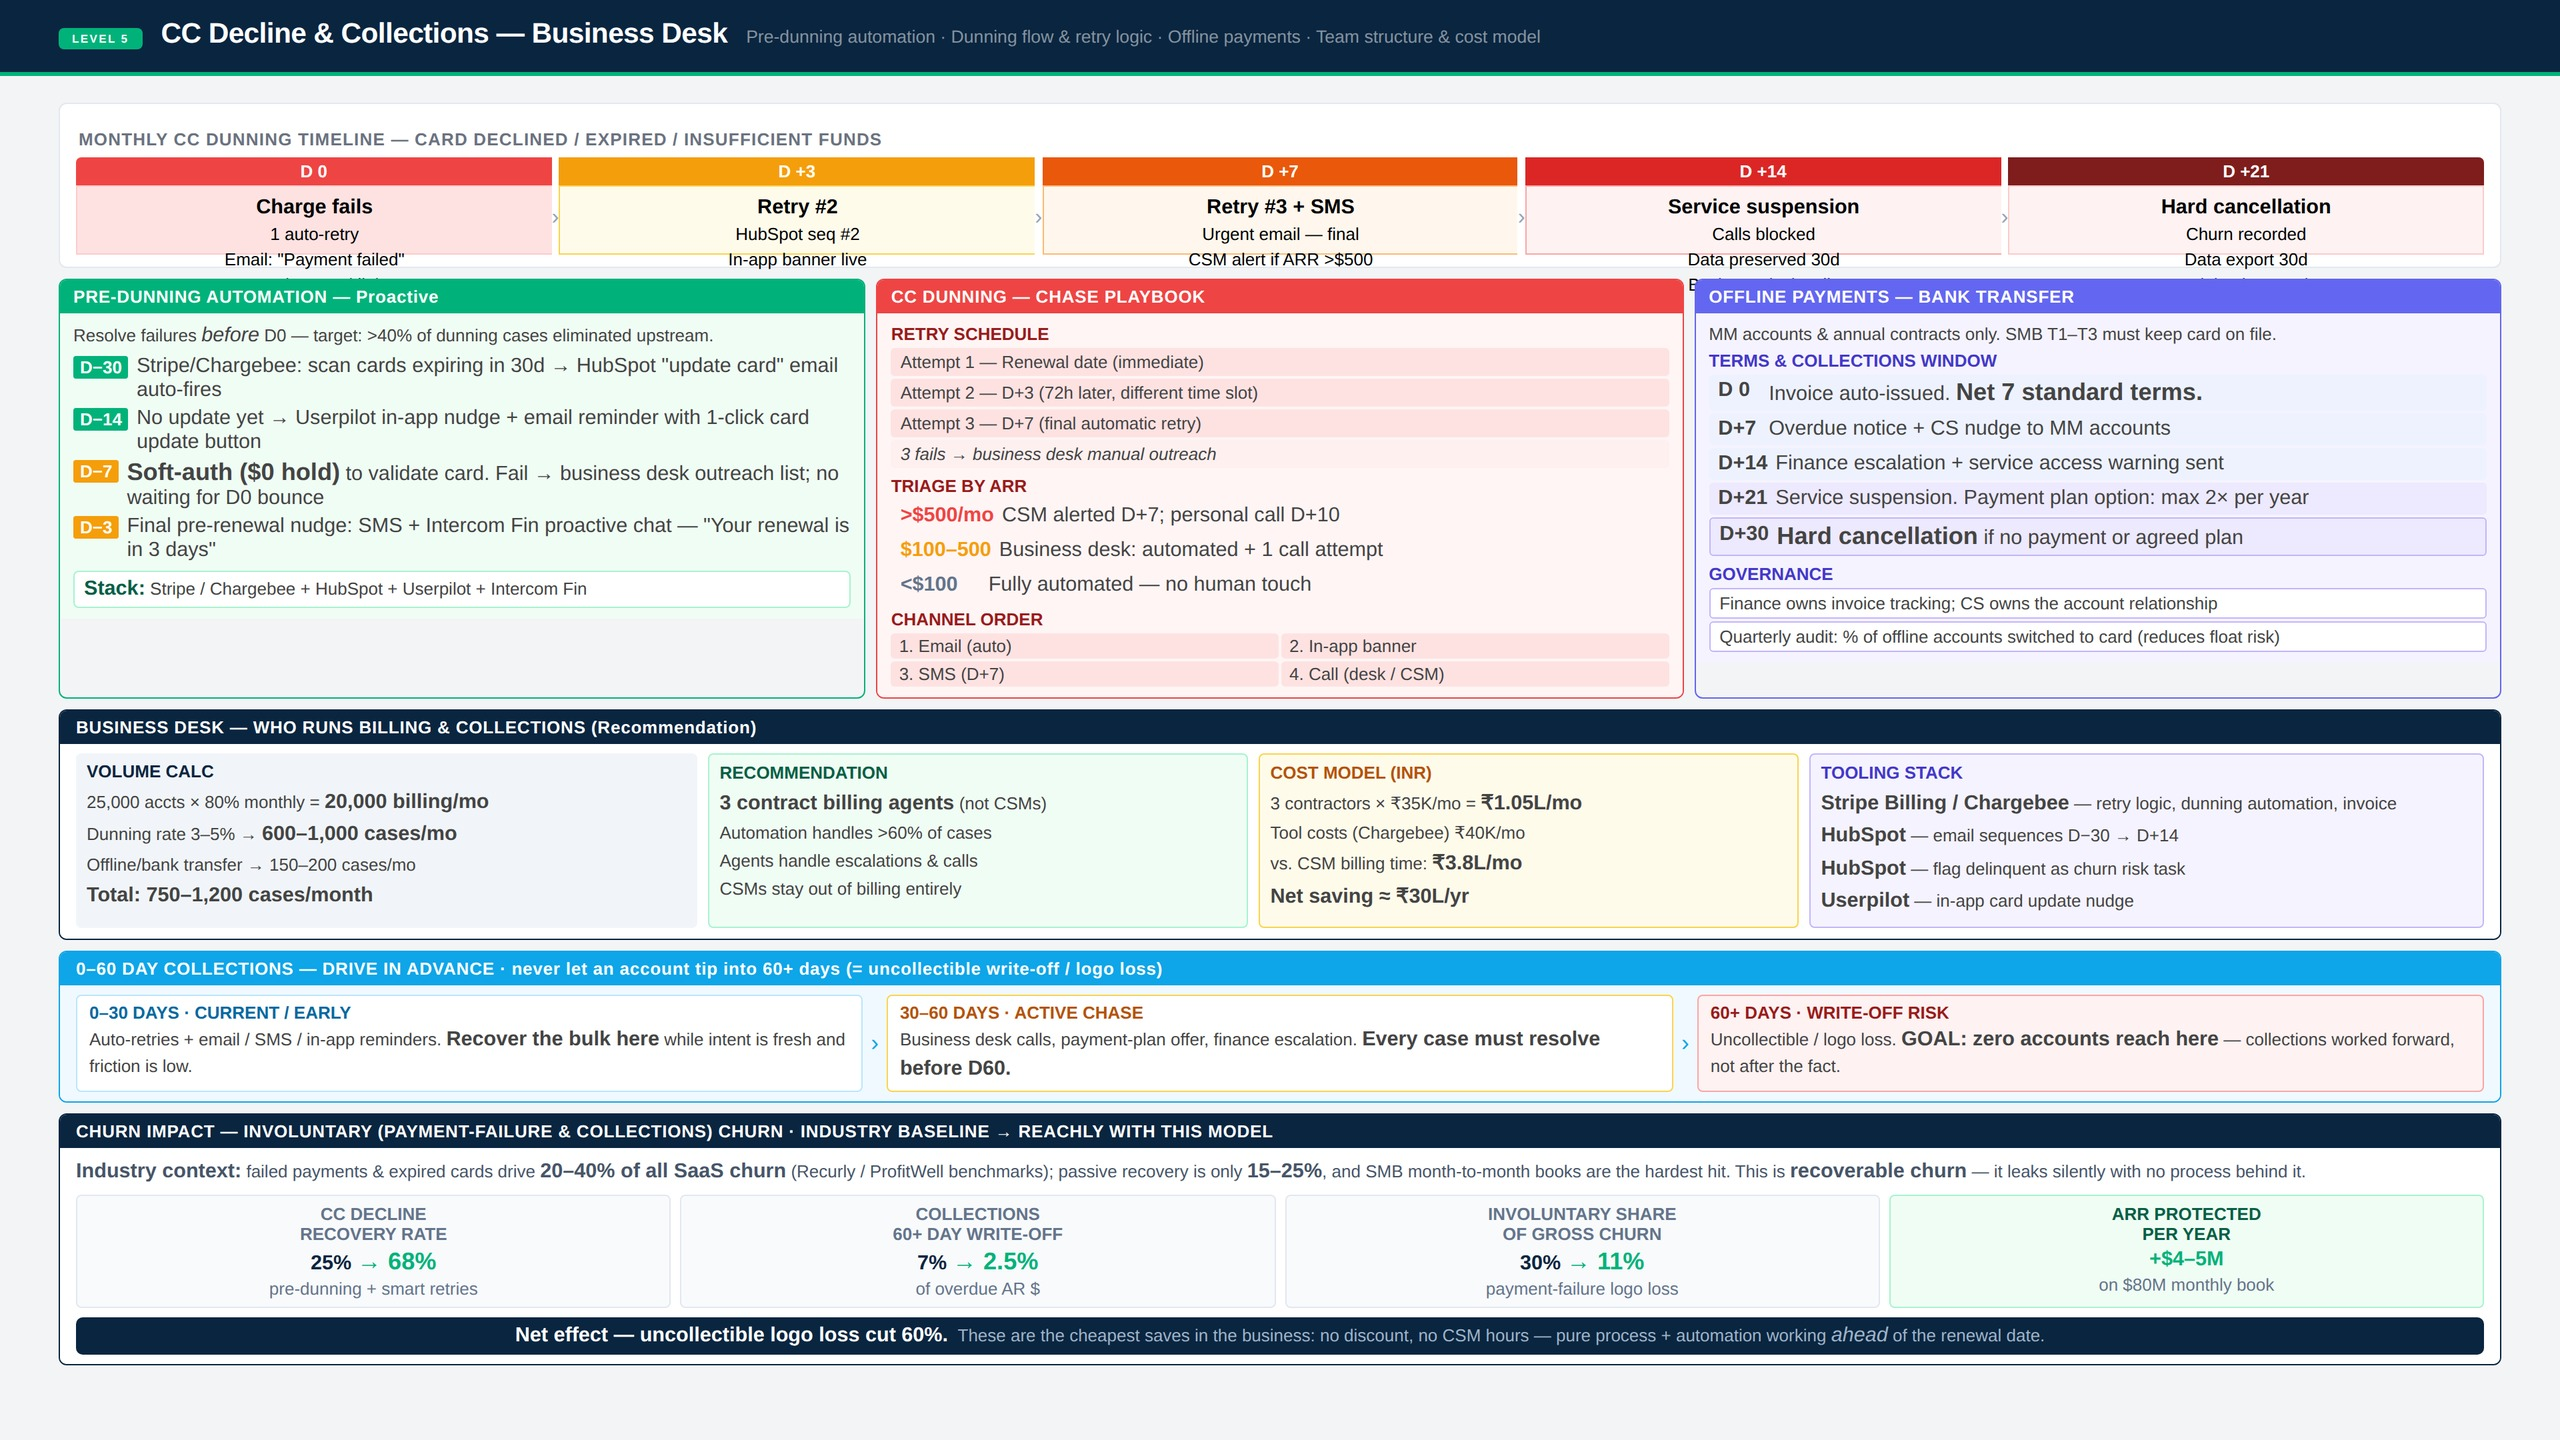 LEVEL 5
CC Decline & Collections — Business Desk
Pre-dunning automation · Dunning flow & retry logic · Offline payments · Team structure & cost model
MONTHLY CC DUNNING TIMELINE — CARD DECLINED / EXPIRED / INSUFFICIENT FUNDS
D 0
Charge fails
1 auto-retry
Email: "Payment failed"
D +3
Retry #2
HubSpot seq #2
In-app banner live
D +7
Retry #3 + SMS
Urgent email — final
CSM alert if ARR >$500
D +14
Service suspension
Calls blocked
Data preserved 30d
D +21
Hard cancellation
Churn recorded
Data export 30d
PRE-DUNNING AUTOMATION — Proactive
Resolve failures before D0 — target: >40% of dunning cases eliminated upstream.
D−30 Stripe/Chargebee: scan cards expiring in 30d → HubSpot "update card" email
auto-fires
D−14 No update yet → Userpilot in-app nudge + email reminder with 1-click card
update button
D−7 Soft-auth ($0 hold) to validate card. Fail → business desk outreach list; no
waiting for D0 bounce
D−3 Final pre-renewal nudge: SMS + Intercom Fin proactive chat — "Your renewal is
in 3 days"
Stack: Stripe / Chargebee + HubSpot + Userpilot + Intercom Fin
CC DUNNING — CHASE PLAYBOOK
RETRY SCHEDULE
Attempt 1 — Renewal date (immediate)
Attempt 2 — D+3 (72h later, different time slot)
Attempt 3 — D+7 (final automatic retry)
3 fails → business desk manual outreach
TRIAGE BY ARR
>$500/mo CSM alerted D+7; personal call D+10
$100–500 Business desk: automated + 1 call attempt
<$100 Fully automated — no human touch
CHANNEL ORDER
1. Email (auto)
2. In-app banner
3. SMS (D+7)
4. Call (desk / CSM)
OFFLINE PAYMENTS — BANK TRANSFER
MM accounts & annual contracts only. SMB T1–T3 must keep card on file.
TERMS & COLLECTIONS WINDOW
D 0 Invoice auto-issued. Net 7 standard terms.
D+7 Overdue notice + CS nudge to MM accounts
D+14 Finance escalation + service access warning sent
D+21 Service suspension. Payment plan option: max 2× per year
D+30 Hard cancellation if no payment or agreed plan
GOVERNANCE
Finance owns invoice tracking; CS owns the account relationship
Quarterly audit: % of offline accounts switched to card (reduces float risk)
BUSINESS DESK — WHO RUNS BILLING & COLLECTIONS (Recommendation)
VOLUME CALC
25,000 accts × 80% monthly = 20,000 billing/mo
Dunning rate 3–5% → 600–1,000 cases/mo
Offline/bank transfer → 150–200 cases/mo
Total: 750–1,200 cases/month
RECOMMENDATION
3 contract billing agents (not CSMs)
Automation handles >60% of cases
Agents handle escalations & calls
CSMs stay out of billing entirely
COST MODEL (INR)
3 contractors × ₹35K/mo = ₹1.05L/mo
Tool costs (Chargebee) ₹40K/mo
vs. CSM billing time: ₹3.8L/mo
Net saving ≈ ₹30L/yr
TOOLING STACK
Stripe Billing / Chargebee — retry logic, dunning automation, invoice
HubSpot — email sequences D−30 → D+14
HubSpot — flag delinquent as churn risk task
Userpilot — in-app card update nudge
0–60 DAY COLLECTIONS — DRIVE IN ADVANCE · never let an account tip into 60+ days (= uncollectible write-off / logo loss)
0–30 DAYS · CURRENT / EARLY
Auto-retries + email / SMS / in-app reminders. Recover the bulk here while intent is fresh and
friction is low.
›
30–60 DAYS · ACTIVE CHASE
Business desk calls, payment-plan offer, finance escalation. Every case must resolve
before D60.
›
60+ DAYS · WRITE-OFF RISK
Uncollectible / logo loss. GOAL: zero accounts reach here — collections worked forward,
not after the fact.
CHURN IMPACT — INVOLUNTARY (PAYMENT-FAILURE & COLLECTIONS) CHURN · INDUSTRY BASELINE → REACHLY WITH THIS MODEL
Industry context: failed payments & expired cards drive 20–40% of all SaaS churn (Recurly / ProfitWell benchmarks); passive recovery is only 15–25%, and SMB month-to-month books are the hardest hit. This is recoverable churn — it leaks silently with no process behind it.
CC DECLINE
RECOVERY RATE
25% → 68%
pre-dunning + smart retries
COLLECTIONS
60+ DAY WRITE-OFF
7% → 2.5%
of overdue AR $
INVOLUNTARY SHARE
OF GROSS CHURN
30% → 11%
payment-failure logo loss
ARR PROTECTED
PER YEAR
+$4–5M
on $80M monthly book
Net effect — uncollectible logo loss cut 60%. These are the cheapest saves in the business: no discount, no CSM hours — pure process + automation working ahead of the renewal date.